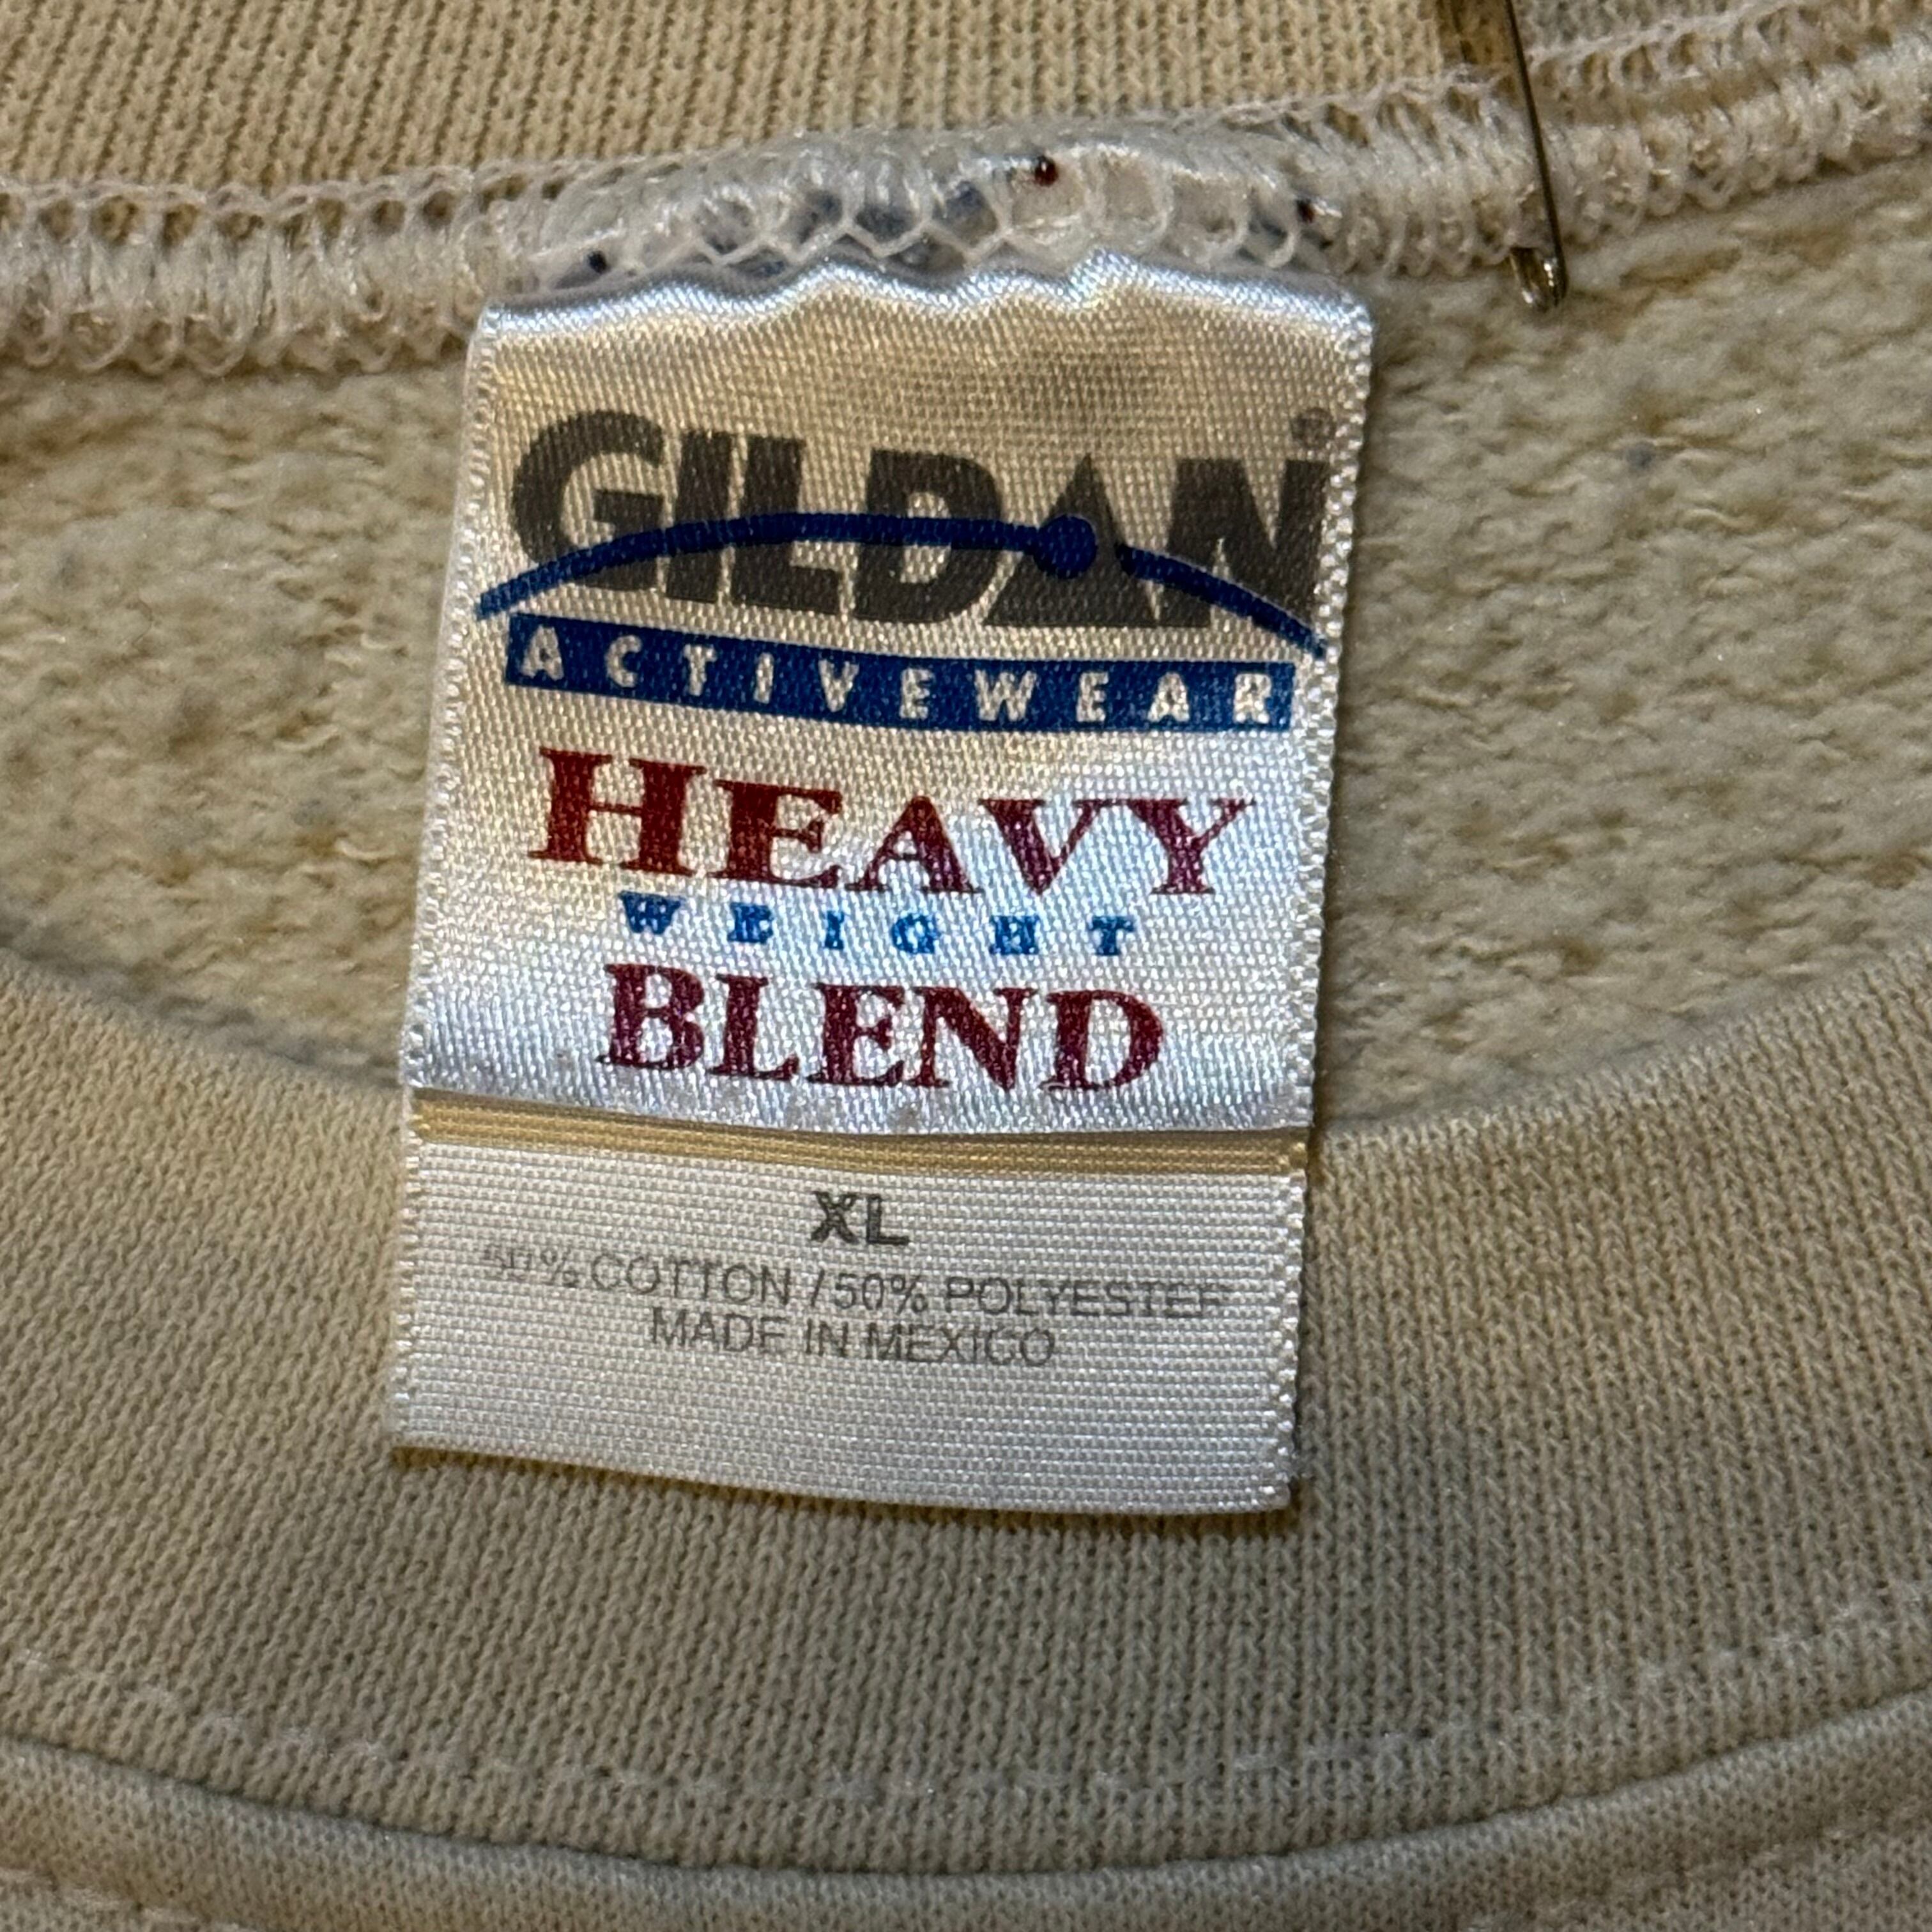 GILDAN®
ACTIVEWEAR
HEAVY
WEIGHT
BLEND
XL
50% COTTON / 50% POLYESTER
MADE IN MEXICO